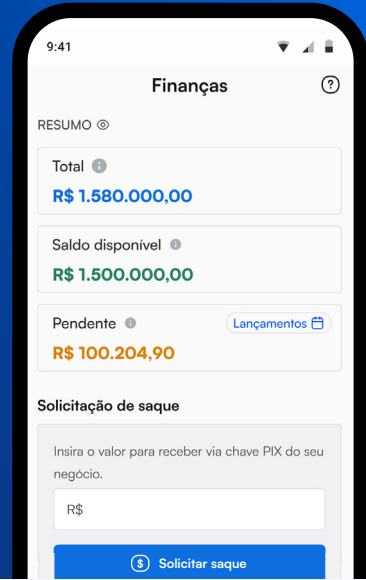 9:41
Finanças
RESUMO
Total
R$ 1.580.000,00
Saldo disponível
R$ 1.500.000,00
Pendente
Lançamentos
R$ 100.204,90
Solicitação de saque
Insira o valor para receber via chave PIX do seu
negócio.
R$
Solicitar saque